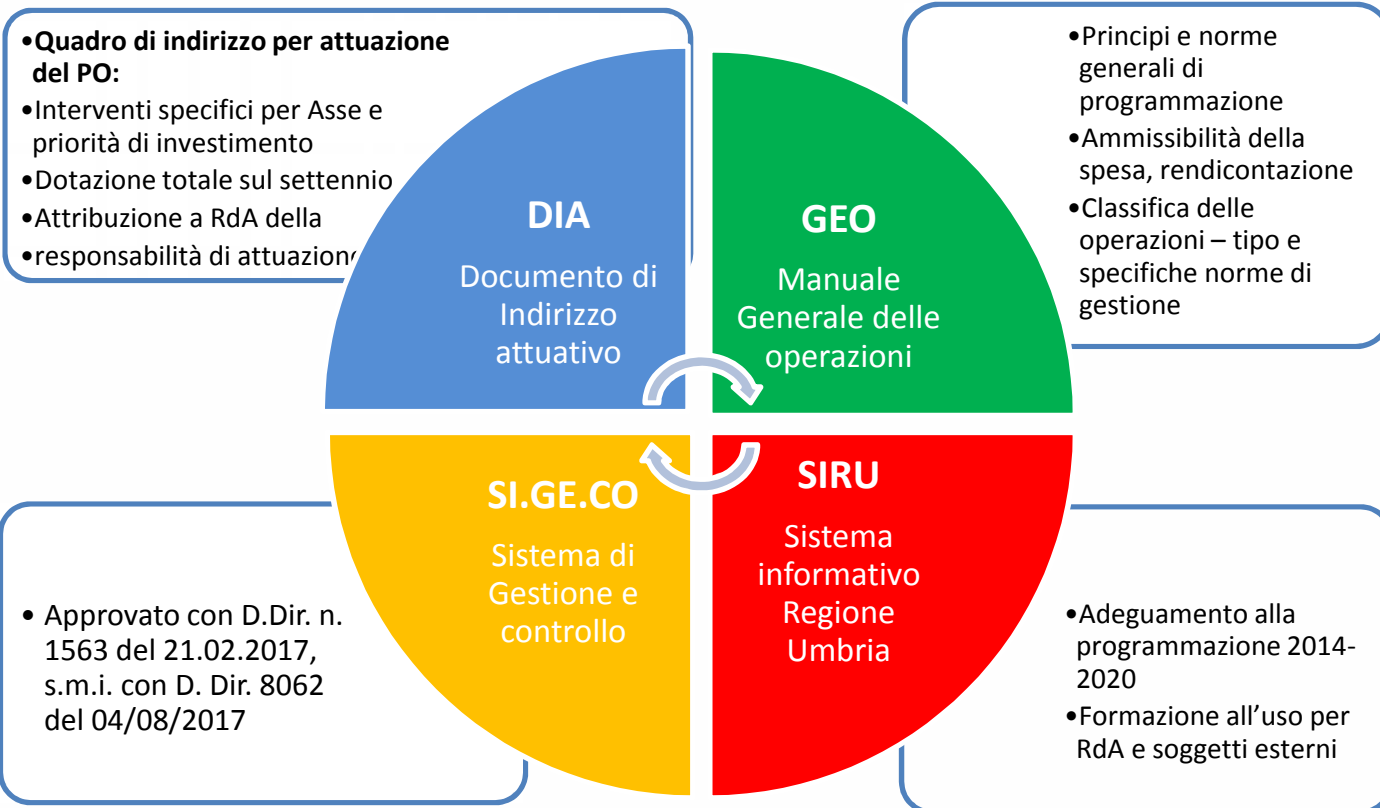 •Quadro di indirizzo per attuazione
del PO:
•Interventi specifici per Asse e
priorità di investimento
•Dotazione totale sul settennio
•Attribuzione a RdA della
•responsabilità di attuazione
DIA
Documento di
Indirizzo
attuativo
GEO
Manuale
Generale delle
operazioni
•Principi e norme
generali di
programmazione
•Ammissibilità della
spesa, rendicontazione
•Classifica delle
operazioni – tipo e
specifiche norme di
gestione
• Approvato con D.Dir. n.
1563 del 21.02.2017,
s.m.i. con D. Dir. 8062
del 04/08/2017
SI.GE.CO
Sistema di
Gestione e
controllo
SIRU
Sistema
informativo
Regione
Umbria
•Adeguamento alla
programmazione 2014-
2020
•Formazione all’uso per
RdA e soggetti esterni